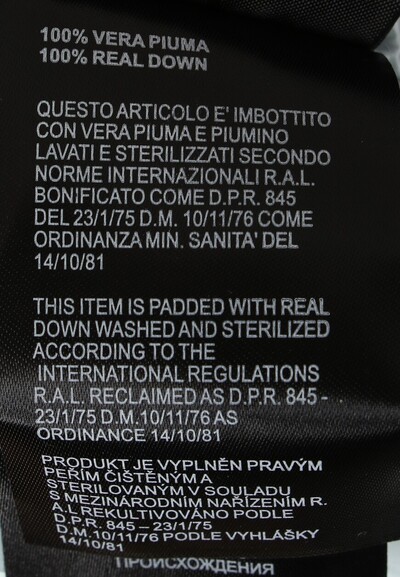 100% VERA PIUMA
100% REAL DOWN
QUESTO ARTICOLO E' IMBOTTITO
CON VERA PIUMA E PIUMINO
LAVATI E STERILIZZATI SECONDO
NORME INTERNAZIONALI R.A.L.
BONIFICATO COME D.P.R. 845
DEL 23/1/75 D.M. 10/11/76 COME
ORDINANZA MIN. SANITA' DEL
14/10/81
THIS ITEM IS PADDED WITH REAL
DOWN WASHED AND STERILIZED
ACCORDING TO THE
INTERNATIONAL REGULATIONS
R.A.L. RECLAIMED AS D.P.R. 845 -
23/1/75 D.M.10/11/76 AS
ORDINANCE 14/10/81
PRODUKT JE VYPLNĚN PRAVÝM
PEŘÍM ČIŠTĚNÝM A
STERILOVANÝM V SOULADU
S MEZINÁRODNÍM NAŘÍZENÍM R.
A.L REKULTIVOVÁNO PODLE
D.P.R. 845 – 23/1/75
D.M.10/11/76 PODLE VYHLÁŠKY
14/10/81
ПРОИСХОЖДЕНИЯ